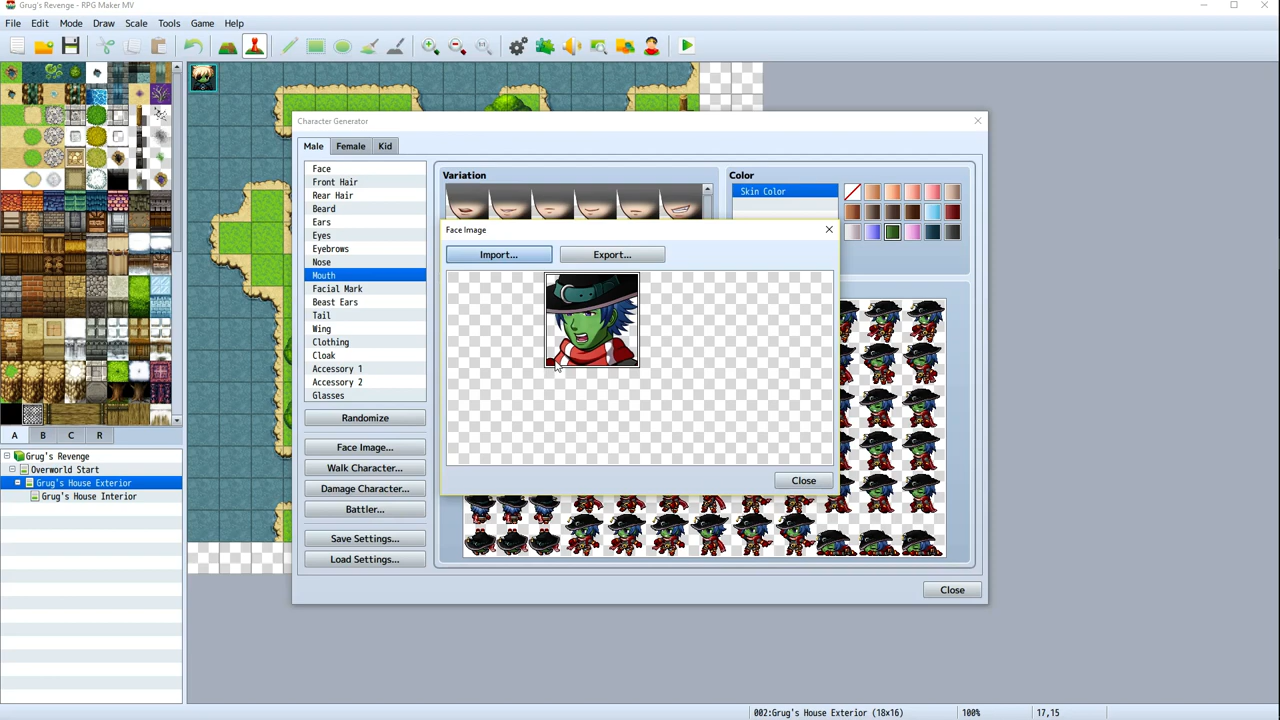 Grug's Revenge - RPG Maker MV
File Edit Mode Draw Scale Tools Game Help
1:1
Character Generator
Male Female Kid
Face
Front Hair
Rear Hair
Beard
Ears
Eyes
Eyebrows
Nose
Mouth
Facial Mark
Beast Ears
Tail
Wing
Clothing
Cloak
Accessory 1
Accessory 2
Glasses
Randomize
Face Image...
Walk Character...
Damage Character...
Battler...
Save Settings...
Load Settings...
Variation
Color
Skin Color
Face Image
Import... Export...
Close
Close
A B C R
Grug's Revenge
Overworld Start
Grug's House Exterior
Grug's House Interior
002:Grug's House Exterior (18x16) 100% 17,15